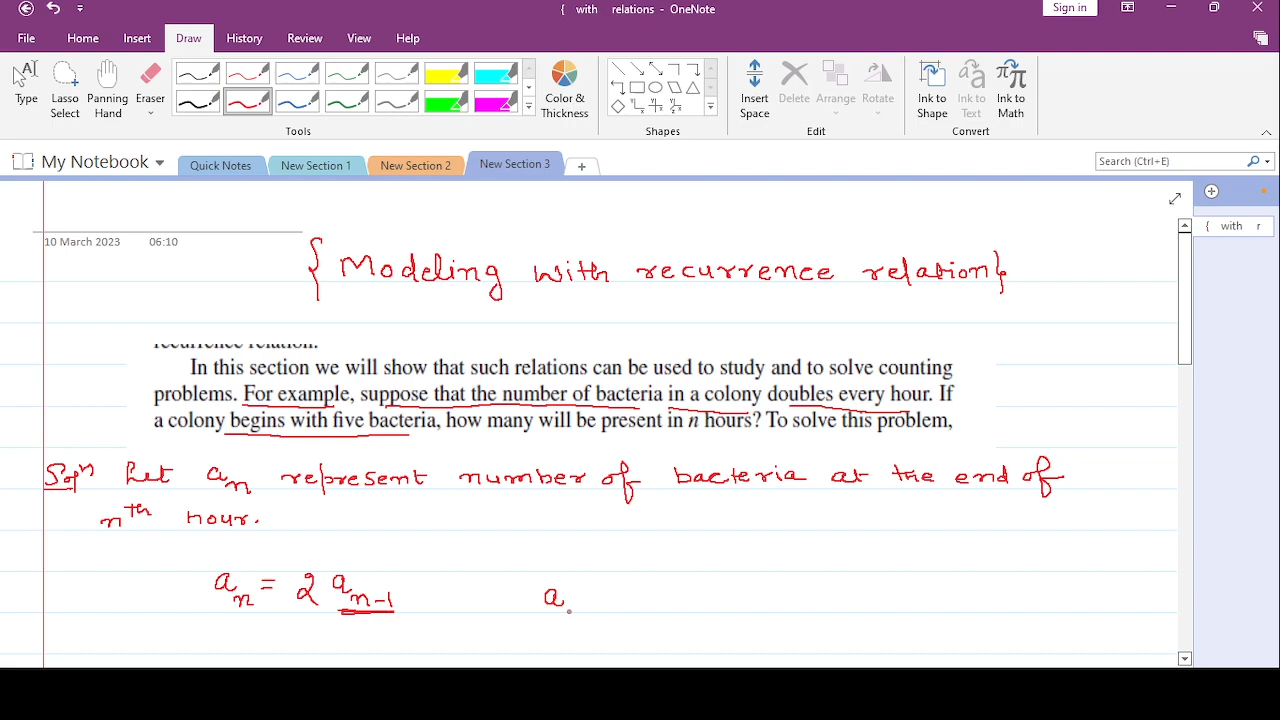 { with relations - OneNote
Sign in
File Home Insert Draw History Review View Help
Type Lasso Select Panning Hand Eraser
Color & Thickness
Insert Space Delete Arrange Rotate
Ink to Shape Ink to Text Ink to Math
Tools Shapes Edit Convert
My Notebook Quick Notes New Section 1 New Section 2 New Section 3
Search (Ctrl+E)
{ with r
10 March 2023 06:10
{ Modeling with recurrence relation}
recurrence relation.
In this section we will show that such relations can be used to study and to solve counting
problems. For example, suppose that the number of bacteria in a colony doubles every hour. If
a colony begins with five bacteria, how many will be present in n hours? To solve this problem,
Solⁿ Let aₙ represent number of bacteria at the end of
nᵗʰ hour.
aₙ = 2 aₙ₋₁ a